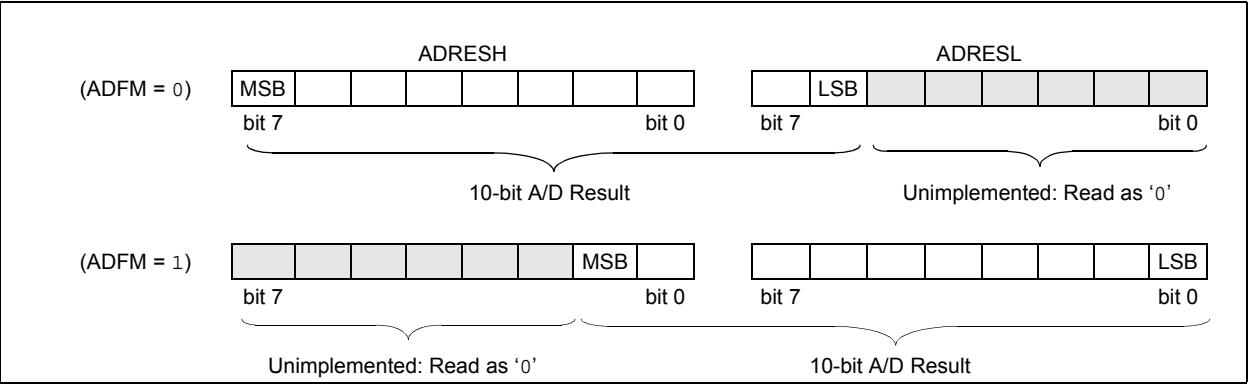 ADRESH ADRESL
(ADFM = 0) MSB LSB
bit 7 bit 0 bit 7 bit 0
10-bit A/D Result Unimplemented: Read as ‘0’
(ADFM = 1) MSB LSB
bit 7 bit 0 bit 7 bit 0
Unimplemented: Read as ‘0’ 10-bit A/D Result